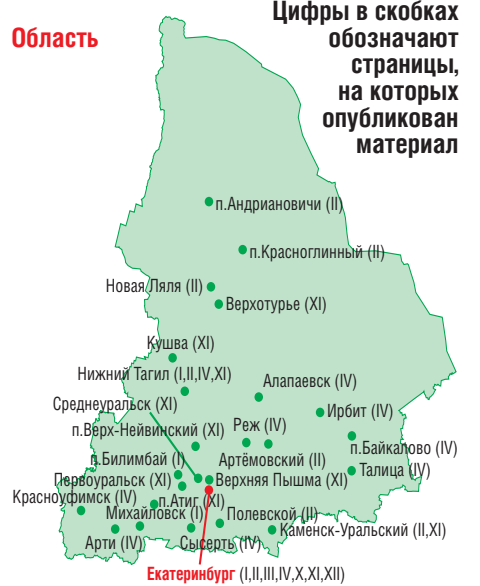 Область
Цифры в скобках
обозначают
страницы,
на которых
опубликован
материал
п.Андриановичи (II)
п.Красноглинный (II)
Новая Ляля (II)
Верхотурье (XI)
Кушва (XI)
Нижний Тагил (I,II,IV,XI)
Алапаевск (IV)
Среднеуральск (XI)
Ирбит (IV)
Реж (IV)
п.Верх-Нейвинский (XI)
п.Байкалово (IV)
Артёмовский (II)
п.Билимбай (I)
Талица (IV)
Первоуральск (XI)
Верхняя Пышма (XI)
Красноуфимск (IV)
п.Атиг (XI)
Михайловск (I)
Полевской (II)
Каменск-Уральский (II,XI)
Арти (IV)
Сысерть (IV)
Екатеринбург (I,II,III,IV,X,XI,XII)